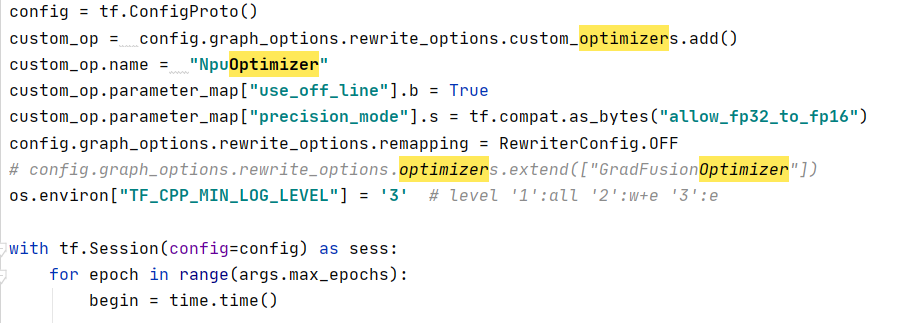 config = tf.ConfigProto()
custom_op =  config.graph_options.rewrite_options.custom_optimizers.add()
custom_op.name =  "NpuOptimizer"
custom_op.parameter_map["use_off_line"].b = True
custom_op.parameter_map["precision_mode"].s = tf.compat.as_bytes("allow_fp32_to_fp16")
config.graph_options.rewrite_options.remapping = RewriterConfig.OFF
# config.graph_options.rewrite_options.optimizers.extend(["GradFusionOptimizer"])
os.environ["TF_CPP_MIN_LOG_LEVEL"] = '3'  # level '1':all '2':w+e '3':e

with tf.Session(config=config) as sess:
    for epoch in range(args.max_epochs):
        begin = time.time()